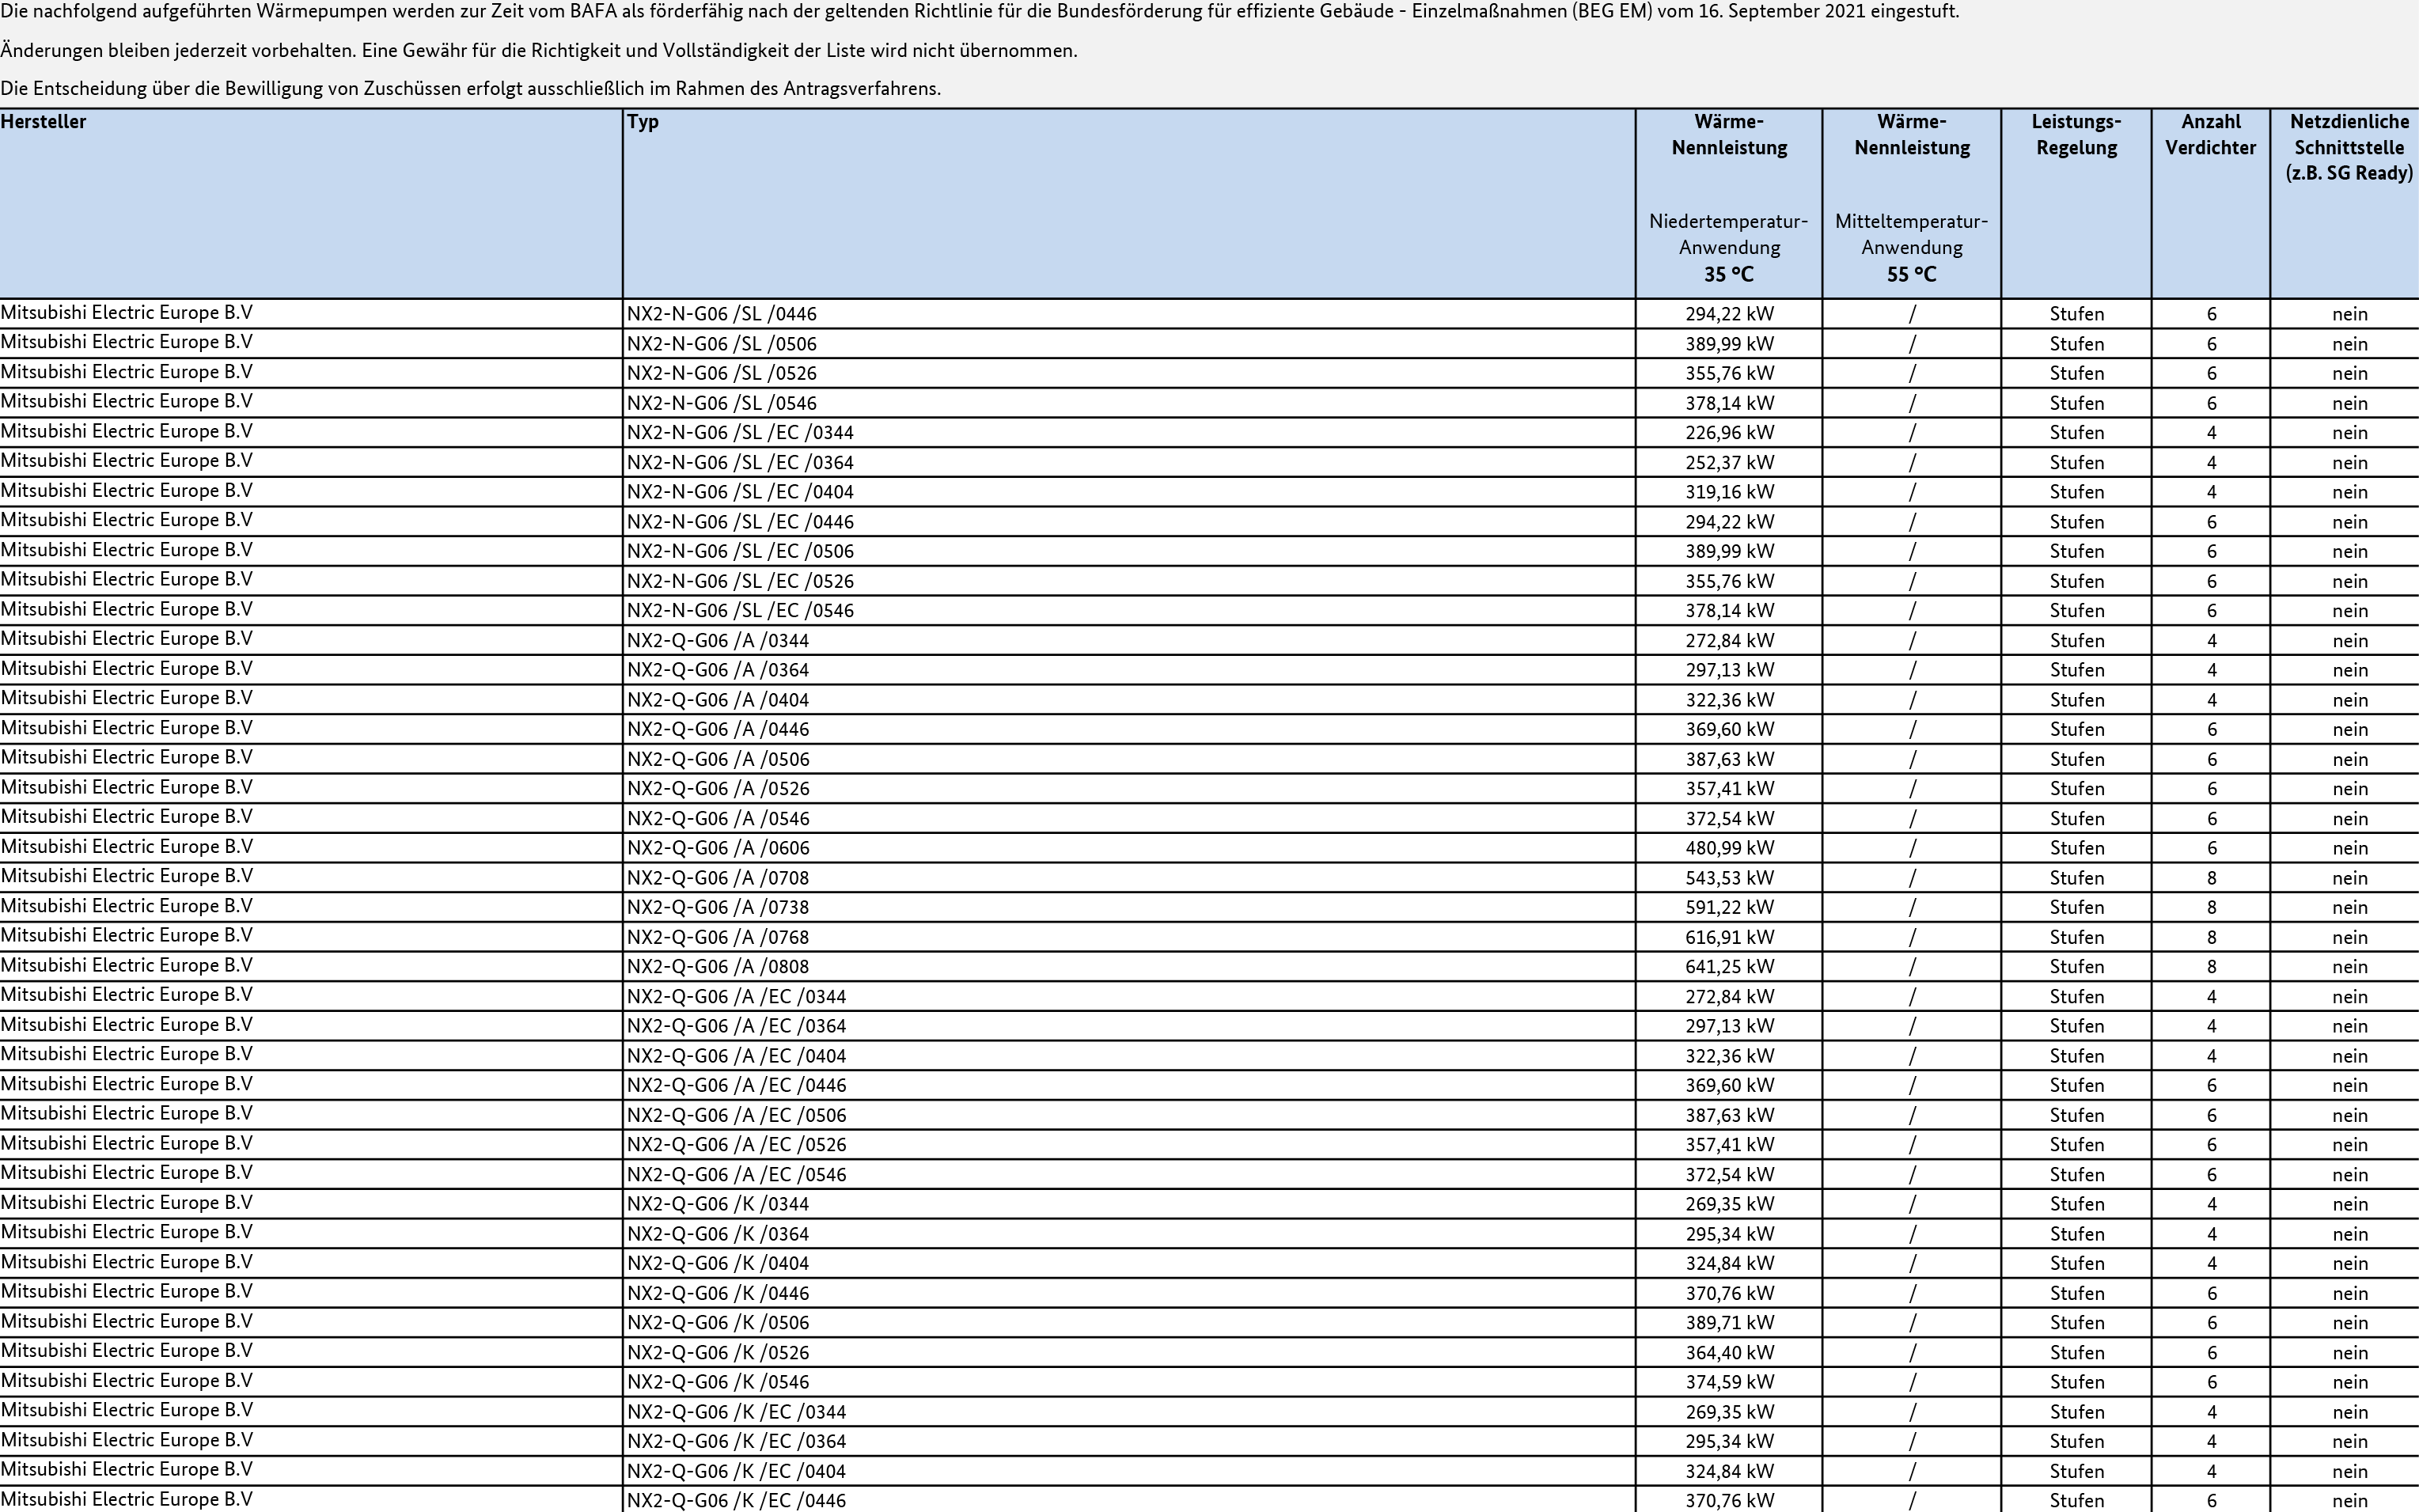 Die nachfolgend aufgeführten Wärmepumpen werden zur Zeit vom BAFA als förderfähig nach der geltenden Richtlinie für die Bundesförderung für effiziente Gebäude - Einzelmaßnahmen (BEG EM) vom 16. September 2021 eingestuft.
Änderungen bleiben jederzeit vorbehalten. Eine Gewähr für die Richtigkeit und Vollständigkeit der Liste wird nicht übernommen.
Die Entscheidung über die Bewilligung von Zuschüssen erfolgt ausschließlich im Rahmen des Antragsverfahrens.
Hersteller Typ Wärme- Wärme- Leistungs- Anzahl Netzdienliche
Nennleistung Nennleistung Regelung Verdichter Schnittstelle
(z.B. SG Ready)
Niedertemperatur- Mitteltemperatur-
Anwendung Anwendung
35 °C 55 °C
Mitsubishi Electric Europe B.V NX2-N-G06 /SL /0446 294,22 kW / Stufen 6 nein
Mitsubishi Electric Europe B.V NX2-N-G06 /SL /0506 389,99 kW / Stufen 6 nein
Mitsubishi Electric Europe B.V NX2-N-G06 /SL /0526 355,76 kW / Stufen 6 nein
Mitsubishi Electric Europe B.V NX2-N-G06 /SL /0546 378,14 kW / Stufen 6 nein
Mitsubishi Electric Europe B.V NX2-N-G06 /SL /EC /0344 226,96 kW / Stufen 4 nein
Mitsubishi Electric Europe B.V NX2-N-G06 /SL /EC /0364 252,37 kW / Stufen 4 nein
Mitsubishi Electric Europe B.V NX2-N-G06 /SL /EC /0404 319,16 kW / Stufen 4 nein
Mitsubishi Electric Europe B.V NX2-N-G06 /SL /EC /0446 294,22 kW / Stufen 6 nein
Mitsubishi Electric Europe B.V NX2-N-G06 /SL /EC /0506 389,99 kW / Stufen 6 nein
Mitsubishi Electric Europe B.V NX2-N-G06 /SL /EC /0526 355,76 kW / Stufen 6 nein
Mitsubishi Electric Europe B.V NX2-N-G06 /SL /EC /0546 378,14 kW / Stufen 6 nein
Mitsubishi Electric Europe B.V NX2-Q-G06 /A /0344 272,84 kW / Stufen 4 nein
Mitsubishi Electric Europe B.V NX2-Q-G06 /A /0364 297,13 kW / Stufen 4 nein
Mitsubishi Electric Europe B.V NX2-Q-G06 /A /0404 322,36 kW / Stufen 4 nein
Mitsubishi Electric Europe B.V NX2-Q-G06 /A /0446 369,60 kW / Stufen 6 nein
Mitsubishi Electric Europe B.V NX2-Q-G06 /A /0506 387,63 kW / Stufen 6 nein
Mitsubishi Electric Europe B.V NX2-Q-G06 /A /0526 357,41 kW / Stufen 6 nein
Mitsubishi Electric Europe B.V NX2-Q-G06 /A /0546 372,54 kW / Stufen 6 nein
Mitsubishi Electric Europe B.V NX2-Q-G06 /A /0606 480,99 kW / Stufen 6 nein
Mitsubishi Electric Europe B.V NX2-Q-G06 /A /0708 543,53 kW / Stufen 8 nein
Mitsubishi Electric Europe B.V NX2-Q-G06 /A /0738 591,22 kW / Stufen 8 nein
Mitsubishi Electric Europe B.V NX2-Q-G06 /A /0768 616,91 kW / Stufen 8 nein
Mitsubishi Electric Europe B.V NX2-Q-G06 /A /0808 641,25 kW / Stufen 8 nein
Mitsubishi Electric Europe B.V NX2-Q-G06 /A /EC /0344 272,84 kW / Stufen 4 nein
Mitsubishi Electric Europe B.V NX2-Q-G06 /A /EC /0364 297,13 kW / Stufen 4 nein
Mitsubishi Electric Europe B.V NX2-Q-G06 /A /EC /0404 322,36 kW / Stufen 4 nein
Mitsubishi Electric Europe B.V NX2-Q-G06 /A /EC /0446 369,60 kW / Stufen 6 nein
Mitsubishi Electric Europe B.V NX2-Q-G06 /A /EC /0506 387,63 kW / Stufen 6 nein
Mitsubishi Electric Europe B.V NX2-Q-G06 /A /EC /0526 357,41 kW / Stufen 6 nein
Mitsubishi Electric Europe B.V NX2-Q-G06 /A /EC /0546 372,54 kW / Stufen 6 nein
Mitsubishi Electric Europe B.V NX2-Q-G06 /K /0344 269,35 kW / Stufen 4 nein
Mitsubishi Electric Europe B.V NX2-Q-G06 /K /0364 295,34 kW / Stufen 4 nein
Mitsubishi Electric Europe B.V NX2-Q-G06 /K /0404 324,84 kW / Stufen 4 nein
Mitsubishi Electric Europe B.V NX2-Q-G06 /K /0446 370,76 kW / Stufen 6 nein
Mitsubishi Electric Europe B.V NX2-Q-G06 /K /0506 389,71 kW / Stufen 6 nein
Mitsubishi Electric Europe B.V NX2-Q-G06 /K /0526 364,40 kW / Stufen 6 nein
Mitsubishi Electric Europe B.V NX2-Q-G06 /K /0546 374,59 kW / Stufen 6 nein
Mitsubishi Electric Europe B.V NX2-Q-G06 /K /EC /0344 269,35 kW / Stufen 4 nein
Mitsubishi Electric Europe B.V NX2-Q-G06 /K /EC /0364 295,34 kW / Stufen 4 nein
Mitsubishi Electric Europe B.V NX2-Q-G06 /K /EC /0404 324,84 kW / Stufen 4 nein
Mitsubishi Electric Europe B.V NX2-Q-G06 /K /EC /0446 370,76 kW / Stufen 6 nein